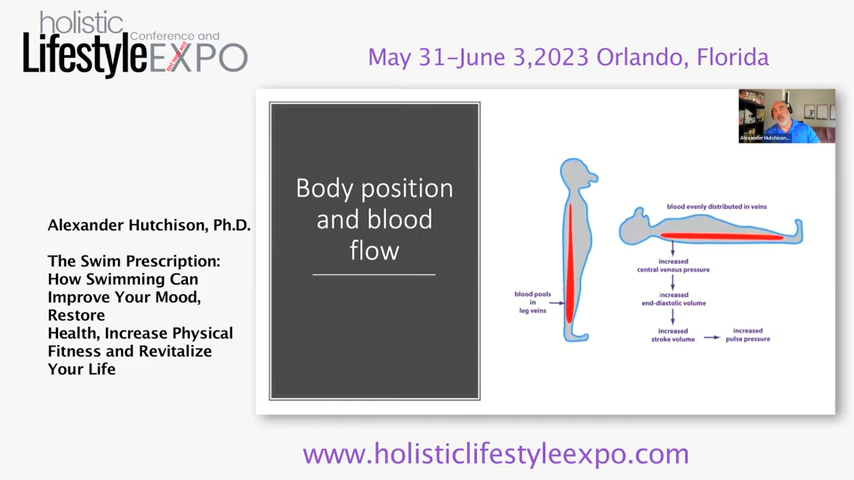 holistic
Conference and
LifestyleEXPO
May 31-June 3,2023 Orlando, Florida
Alexander Hutchison...
Alexander Hutchison, Ph.D.
The Swim Prescription:
How Swimming Can
Improve Your Mood,
Restore
Health, Increase Physical
Fitness and Revitalize
Your Life
Body position
and blood
flow
blood pools
in
leg veins
blood evenly distributed in veins
increased
central venous pressure
increased
end-diastolic volume
increased
stroke volume
increased
pulse pressure
www.holisticlifestyleexpo.com